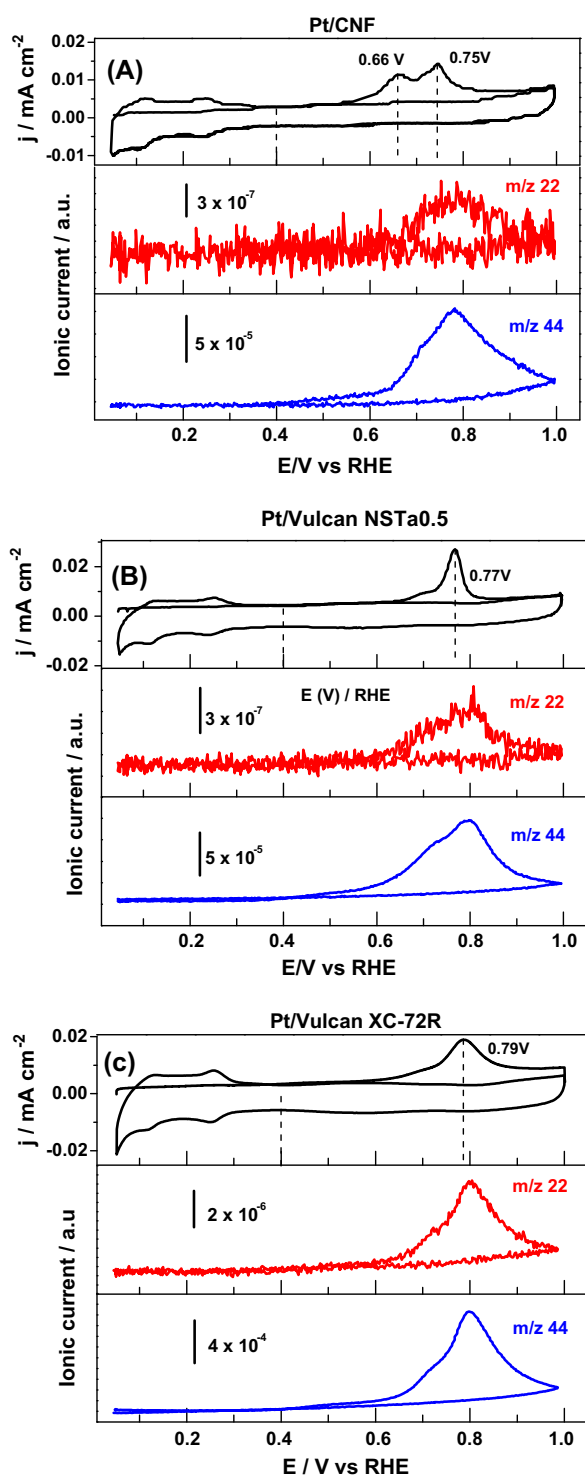 Pt/CNF
(A)
0.66 V
0.75V
j / mA cm⁻²
0.02
0.01
0.00
-0.01
m/z 22
3 x 10⁻⁷
Ionic current / a.u.
m/z 44
5 x 10⁻⁵
0.2 0.4 0.6 0.8 1.0
E/V vs RHE
Pt/Vulcan NSTa0.5
(B)
0.77V
j / mA cm⁻²
0.02
0.00
-0.02
E (V) / RHE
m/z 22
3 x 10⁻⁷
Ionic current / a.u.
m/z 44
5 x 10⁻⁵
0.2 0.4 0.6 0.8 1.0
E/V vs RHE
Pt/Vulcan XC-72R
(c)
0.79V
j / mA cm⁻²
0.02
0.00
-0.02
m/z 22
2 x 10⁻⁶
Ionic current / a.u
m/z 44
4 x 10⁻⁴
0.2 0.4 0.6 0.8 1.0
E / V vs RHE